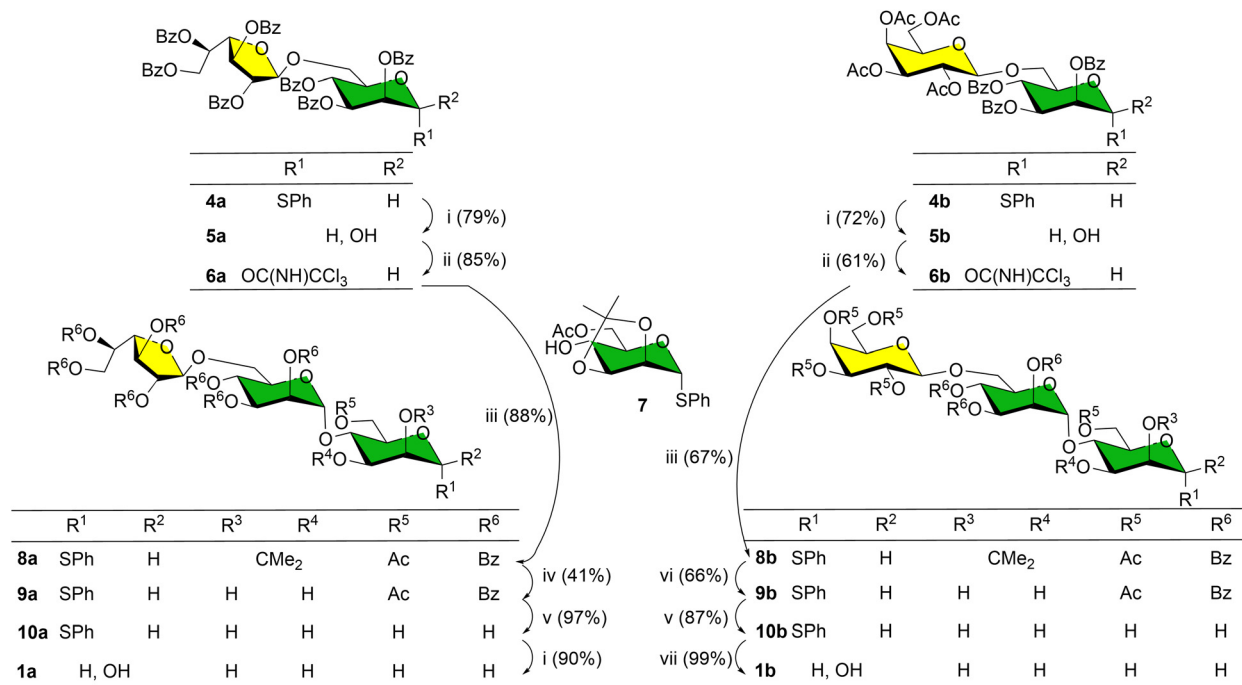 OBz
BzO
BzO
BzO
O
O
OBz
BzO
BzO
O
R²
R¹
R¹ R²
4a SPh H
i (79%)
5a H, OH
ii (85%)
6a OC(NH)CCl₃ H
OAc
OAc
O
AcO
AcO
O
OBz
BzO
BzO
O
R²
R¹
R¹ R²
4b SPh H
i (72%)
5b H, OH
ii (61%)
6b OC(NH)CCl₃ H
AcO
HO
O
O
O
SPh
7
iii (88%)
iii (67%)
R⁶O
OR⁶
R⁶O
R⁶O
O
O
OR⁶
R⁶O
R⁶O
O
R⁵O
OR³
O
R⁴O
O
R²
R¹
OR⁵
OR⁵
O
R⁵O
R⁵O
O
OR⁶
R⁶O
R⁶O
O
R⁵O
OR³
O
R⁴O
O
R²
R¹
R¹ R² R³ R⁴ R⁵ R⁶
8a SPh H CMe₂ Ac Bz
iv (41%)
9a SPh H H H Ac Bz
v (97%)
10a SPh H H H H H
i (90%)
1a H, OH H H H H
R¹ R² R³ R⁴ R⁵ R⁶
8b SPh H CMe₂ Ac Bz
vi (66%)
9b SPh H H H Ac Bz
v (87%)
10b SPh H H H H H
vii (99%)
1b H, OH H H H H